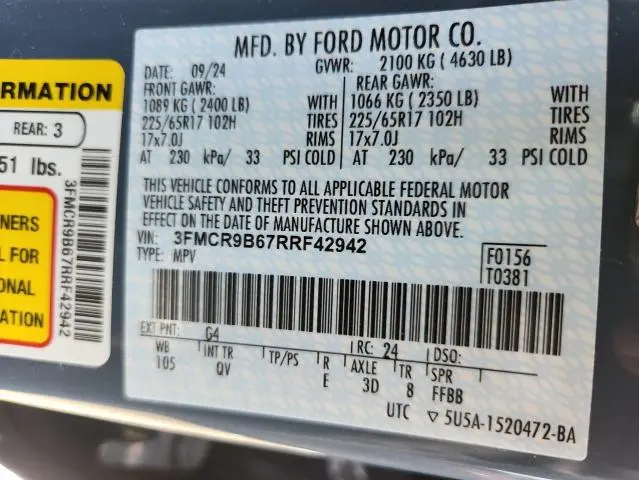 ORMATION
REAR: 3
51 lbs.
NERS
L FOR
ONAL
ATION
3FMCR9B67RRF42942
MFD. BY FORD MOTOR CO.
DATE: 09/24 GVWR: 2100 KG ( 4630 LB)
FRONT GAWR: REAR GAWR:
1089 KG ( 2400 LB) WITH 1066 KG ( 2350 LB) WITH
225/65R17 102H TIRES 225/65R17 102H TIRES
17x7.0J RIMS 17x7.0J RIMS
AT 230 kPa/ 33 PSI COLD AT 230 kPa/ 33 PSI COLD
THIS VEHICLE CONFORMS TO ALL APPLICABLE FEDERAL MOTOR
VEHICLE SAFETY AND THEFT PREVENTION STANDARDS IN
EFFECT ON THE DATE OF MANUFACTURE SHOWN ABOVE.
VIN: 3FMCR9B67RRF42942
TYPE: MPV
F0156
T0381
EXT PNT: G4 RC: 24 DSO:
WB INT TR TP/PS R AXLE TR SPR
105 QV E 3D 8 FFBB
UTC ▽ 5U5A-1520472-BA